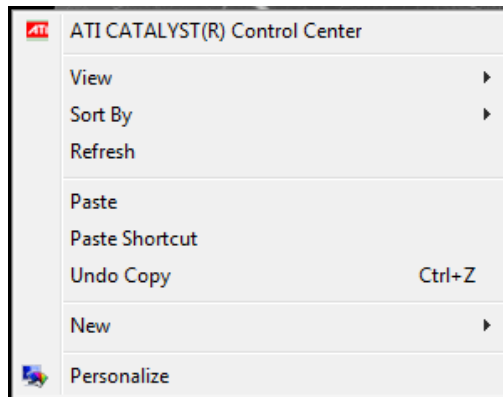 ATI
ATI CATALYST(R) Control Center
View
Sort By
Refresh
Paste
Paste Shortcut
Undo Copy Ctrl+Z
New
Personalize